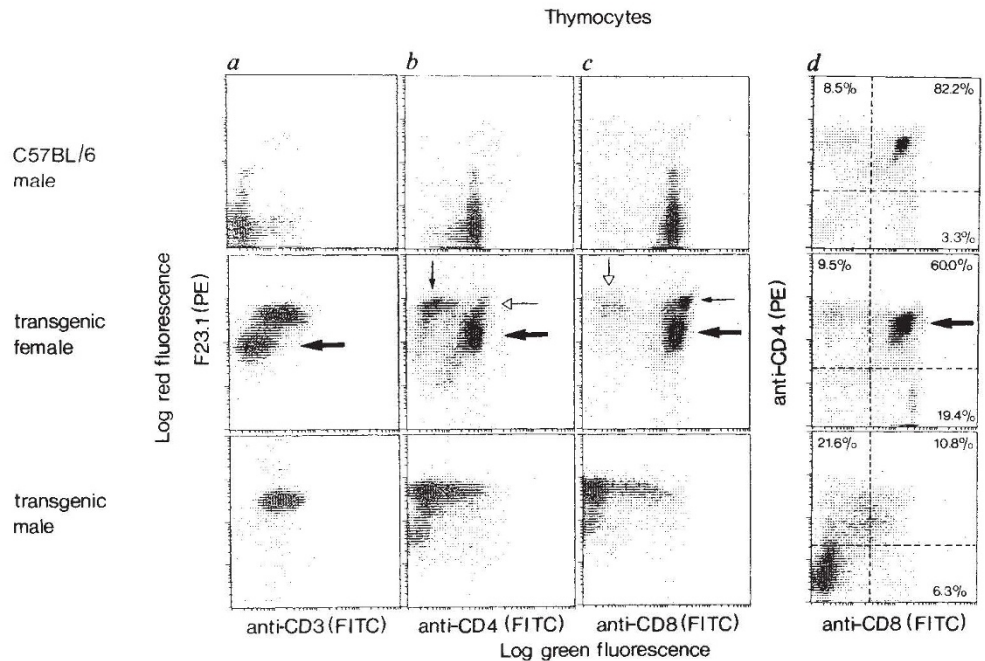 Thymocytes
a b c d
C57BL/6
male
8.5% 82.2%
3.3%
transgenic
female
9.5% 60.0%
19.4%
transgenic
male
21.6% 10.8%
6.3%
Log red fluorescence
F23.1 (PE)
anti-CD4 (PE)
anti-CD3 (FITC) anti-CD4 (FITC) anti-CD8 (FITC) anti-CD8 (FITC)
Log green fluorescence